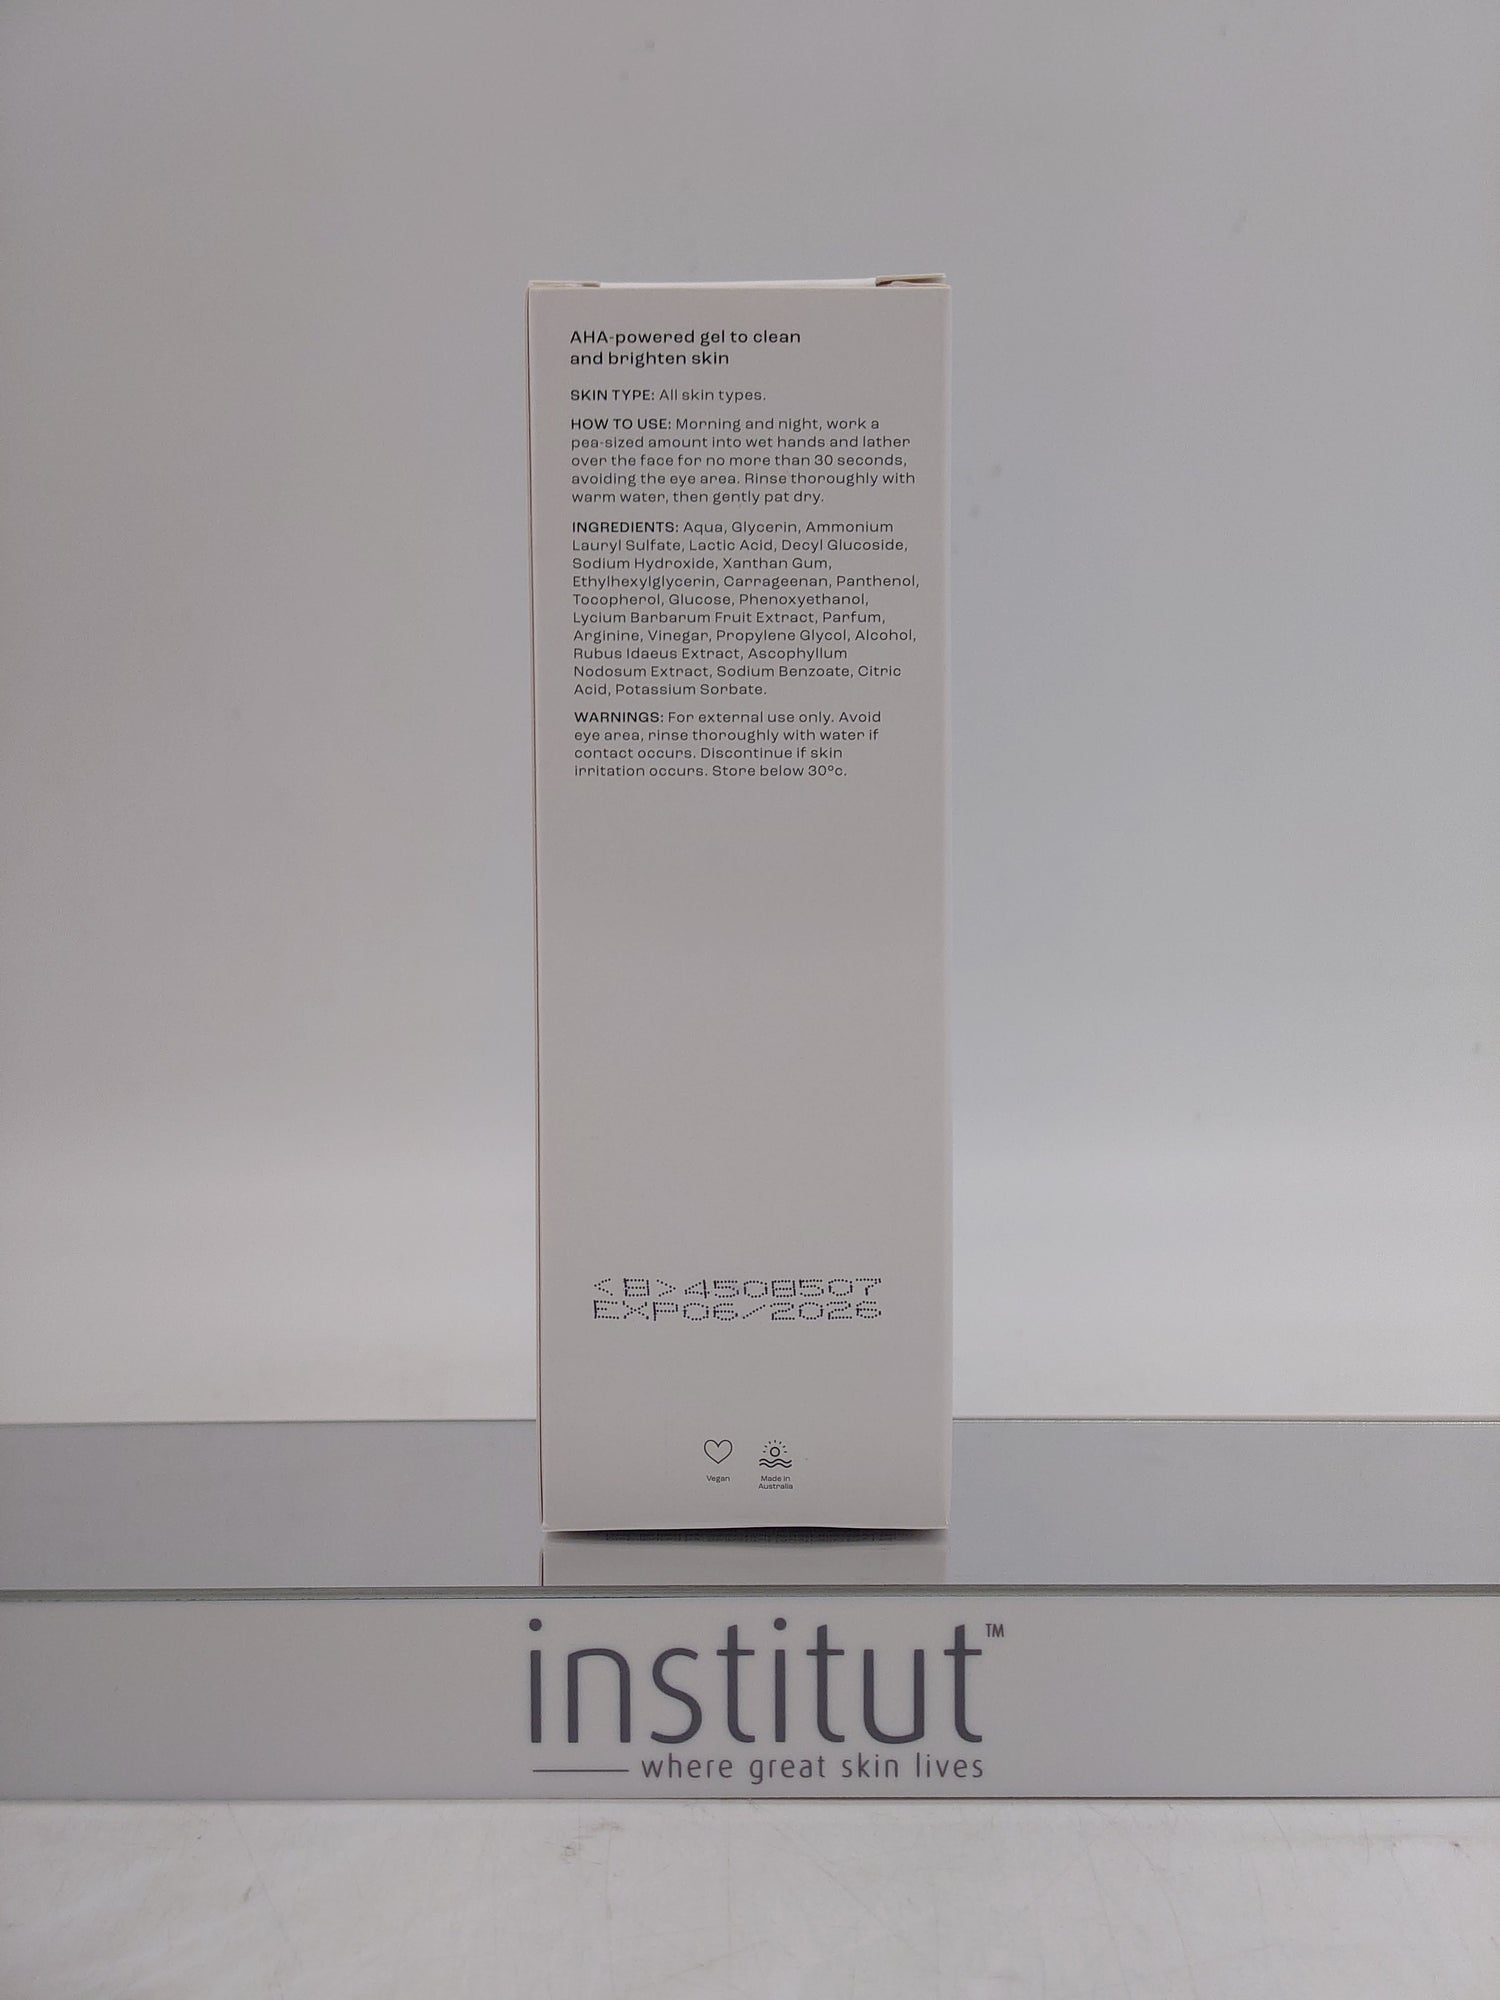 AHA-powered gel to clean
and brighten skin
SKIN TYPE: All skin types.
HOW TO USE: Morning and night, work a
pea-sized amount into wet hands and lather
over the face for no more than 30 seconds,
avoiding the eye area. Rinse thoroughly with
warm water, then gently pat dry.
INGREDIENTS: Aqua, Glycerin, Ammonium
Lauryl Sulfate, Lactic Acid, Decyl Glucoside,
Sodium Hydroxide, Xanthan Gum,
Ethylhexylglycerin, Carrageenan, Panthenol,
Tocopherol, Glucose, Phenoxyethanol,
Lycium Barbarum Fruit Extract, Parfum,
Arginine, Vinegar, Propylene Glycol, Alcohol,
Rubus Idaeus Extract, Ascophyllum
Nodosum Extract, Sodium Benzoate, Citric
Acid, Potassium Sorbate.
WARNINGS: For external use only. Avoid
eye area, rinse thoroughly with water if
contact occurs. Discontinue if skin
irritation occurs. Store below 30°c.
<B>4508507
EXP06/2026
Vegan
Made in
Australia
institut™
where great skin lives